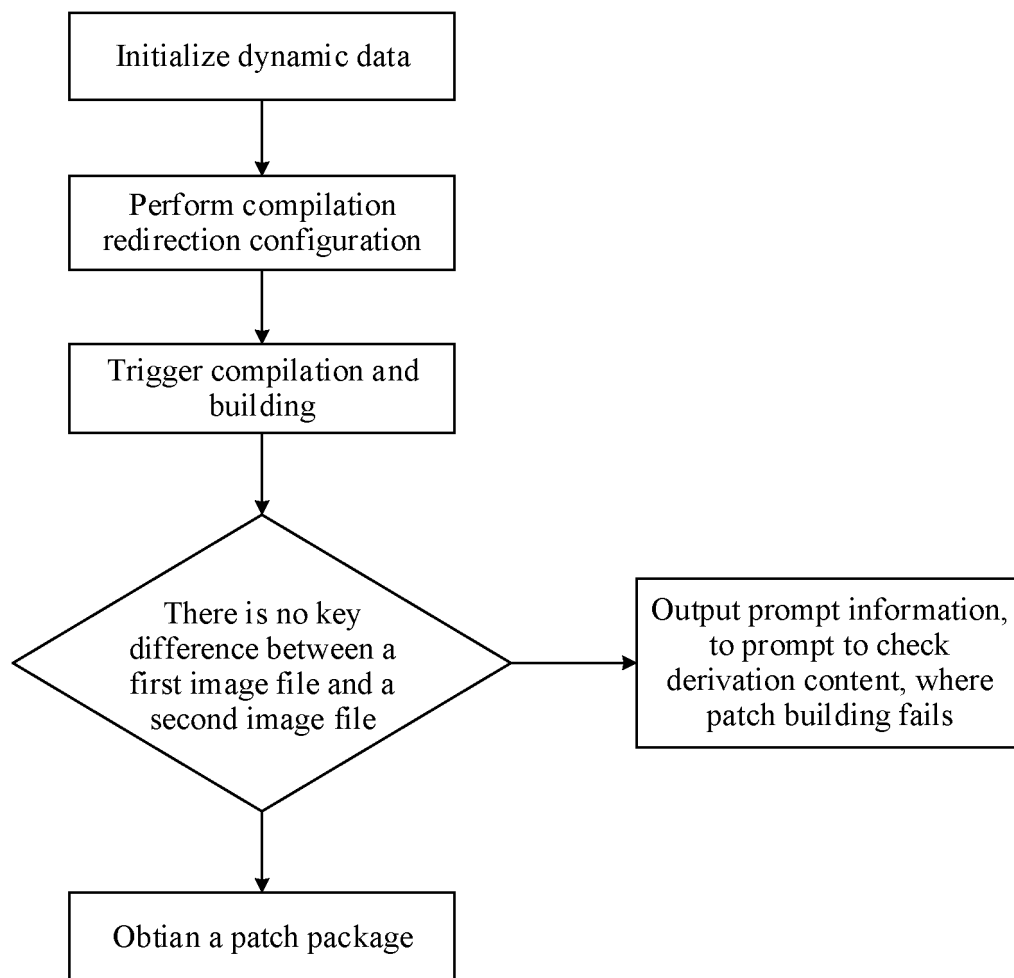 Initialize dynamic data
Perform compilation
redirection configuration
Trigger compilation and
building
There is no key
difference between a
first image file and a
second image file
Output prompt information,
to prompt to check
derivation content, where
patch building fails
Obtian a patch package